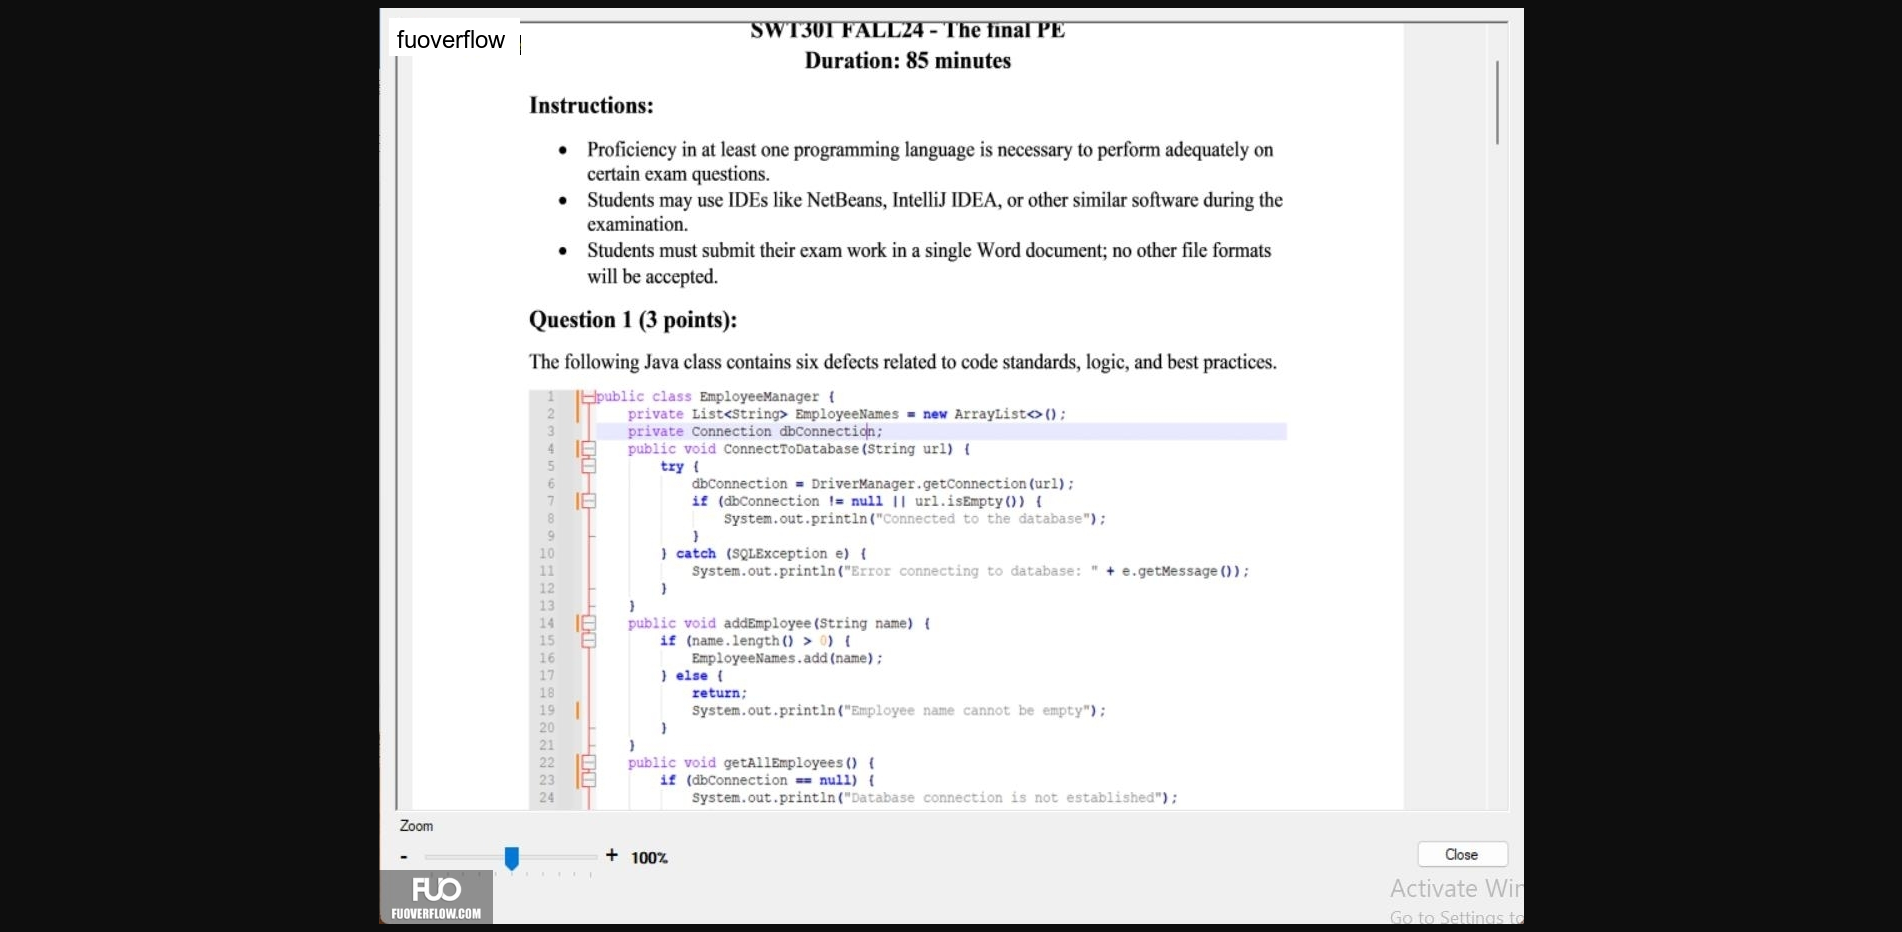 fuoverflow
SWT301 FALL24 - The final PE
Duration: 85 minutes
Instructions:
• Proficiency in at least one programming language is necessary to perform adequately on
certain exam questions.
• Students may use IDEs like NetBeans, IntelliJ IDEA, or other similar software during the
examination.
• Students must submit their exam work in a single Word document; no other file formats
will be accepted.
Question 1 (3 points):
The following Java class contains six defects related to code standards, logic, and best practices.
1 public class EmployeeManager {
2 private List<String> EmployeeNames = new ArrayList<>();
3 private Connection dbConnection;
4 public void ConnectToDatabase(String url) {
5 try {
6 dbConnection = DriverManager.getConnection(url);
7 if (dbConnection != null || url.isEmpty()) {
8 System.out.println("Connected to the database");
9 }
10 } catch (SQLException e) {
11 System.out.println("Error connecting to database: " + e.getMessage());
12 }
13 }
14 public void addEmployee(String name) {
15 if (name.length() > 0) {
16 EmployeeNames.add(name);
17 } else {
18 return;
19 System.out.println("Employee name cannot be empty");
20 }
21 }
22 public void getAllEmployees() {
23 if (dbConnection == null) {
24 System.out.println("Database connection is not established");
Zoom
- + 100%
Close
FUO
FUOVERFLOW.COM
Activate Win
Go to Settings to